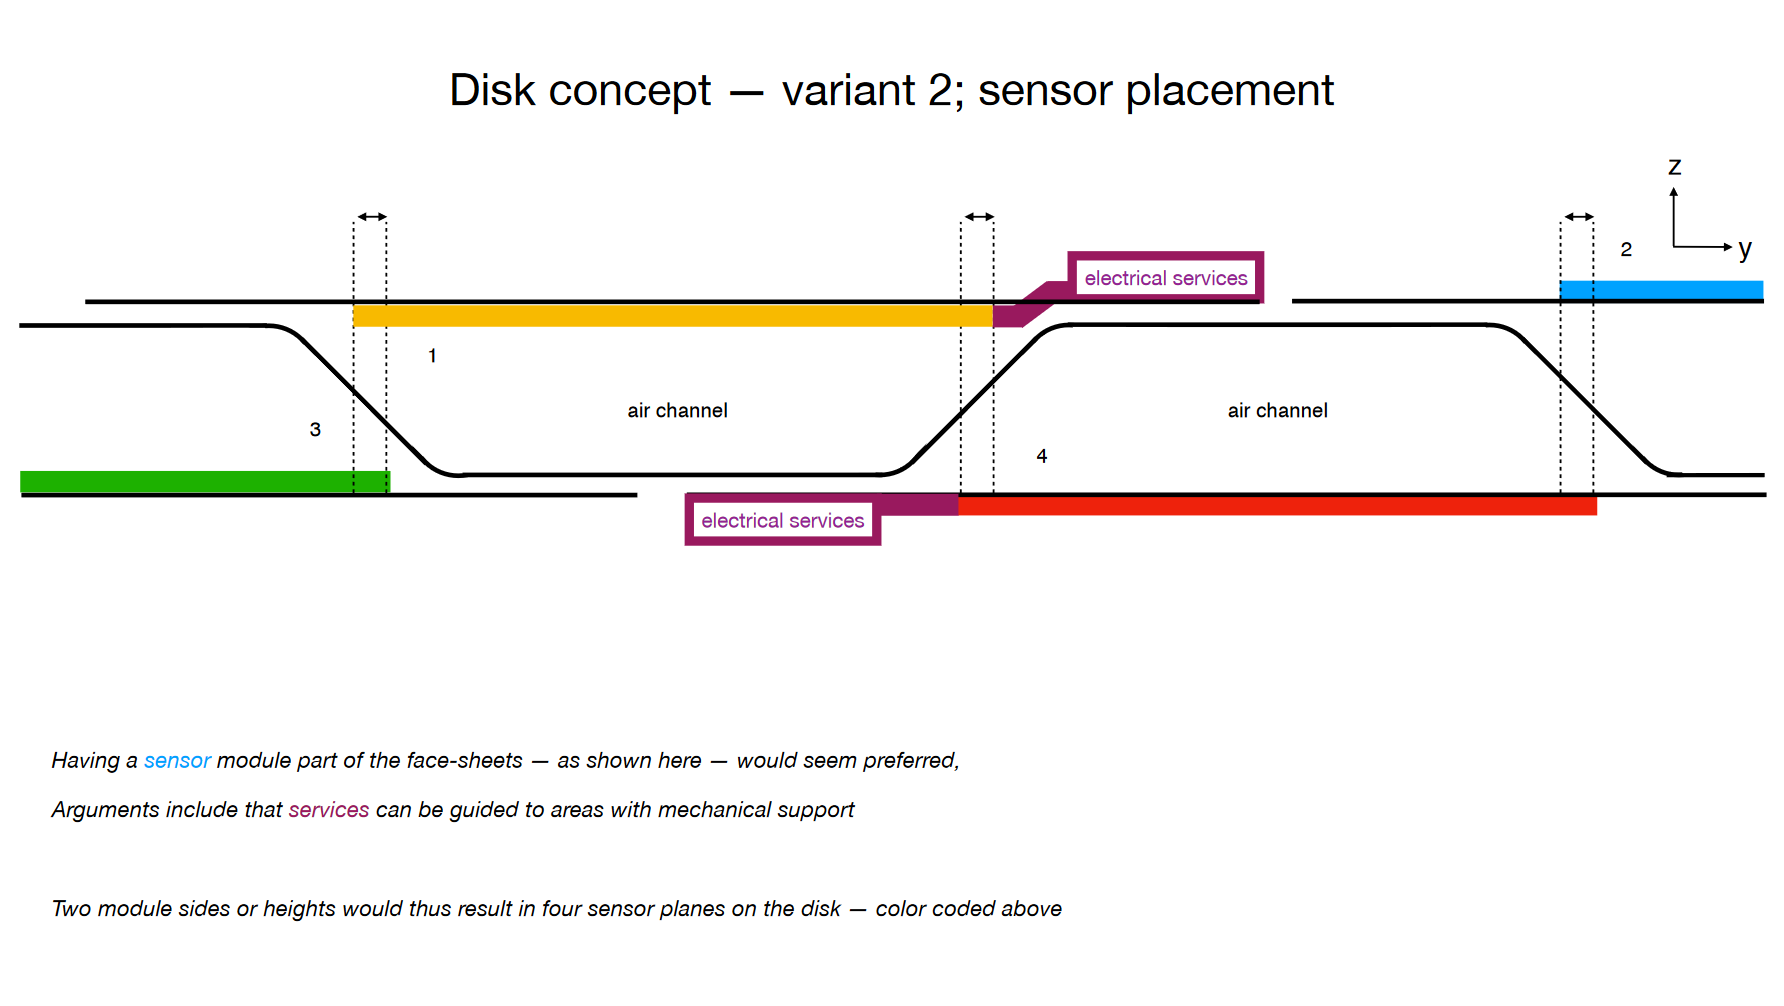 Disk concept — variant 2; sensor placement
z
y
2
electrical services
1
air channel
air channel
3
4
electrical services
Having a sensor module part of the face-sheets — as shown here — would seem preferred,
Arguments include that services can be guided to areas with mechanical support
Two module sides or heights would thus result in four sensor planes on the disk — color coded above